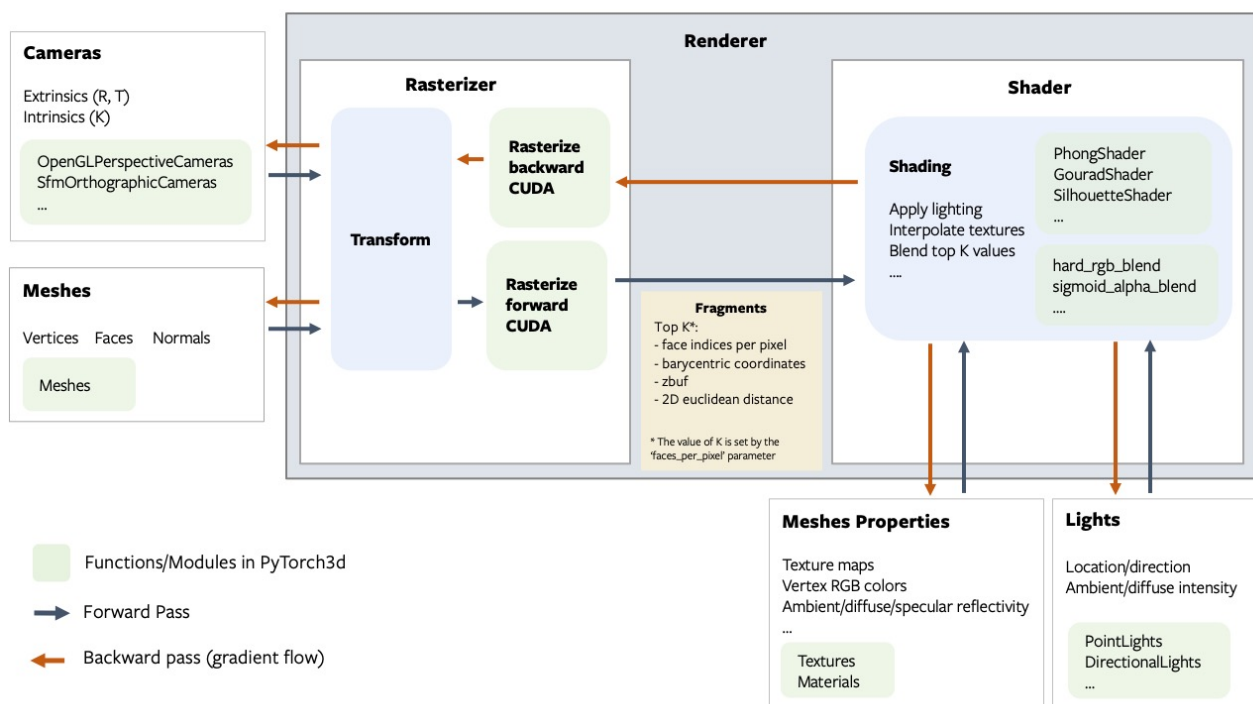 Renderer
Cameras
Extrinsics (R, T)
Intrinsics (K)
OpenGLPerspectiveCameras
SfmOrthographicCameras
...
Meshes
Vertices Faces Normals
Meshes
Rasterizer
Transform
Rasterize
backward
CUDA
Rasterize
forward
CUDA
Fragments
Top K*:
- face indices per pixel
- barycentric coordinates
- zbuf
- 2D euclidean distance
* The value of K is set by the
'faces_per_pixel' parameter
Shader
Shading
Apply lighting
Interpolate textures
Blend top K values
....
PhongShader
GouradShader
SilhouetteShader
...
hard_rgb_blend
sigmoid_alpha_blend
....
Meshes Properties
Texture maps
Vertex RGB colors
Ambient/diffuse/specular reflectivity
...
Textures
Materials
Lights
Location/direction
Ambient/diffuse intensity
PointLights
DirectionalLights
...
Functions/Modules in PyTorch3d
Forward Pass
Backward pass (gradient flow)